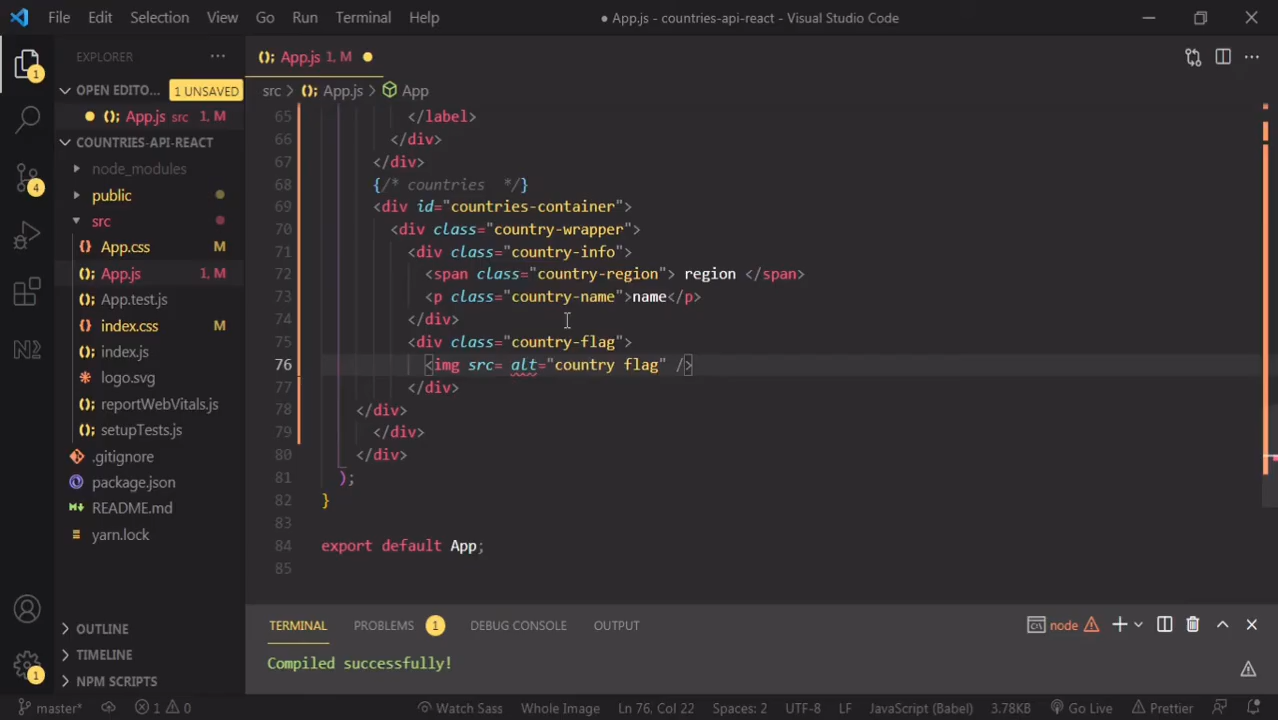 File Edit Selection View Go Run Terminal Help
● App.js - countries-api-react - Visual Studio Code
EXPLORER
OPEN EDITO... 1 UNSAVED
App.js src 1, M
COUNTRIES-API-REACT
node_modules
public
src
App.css M
App.js 1, M
App.test.js
index.css M
index.js
logo.svg
reportWebVitals.js
setupTests.js
.gitignore
package.json
README.md
yarn.lock
OUTLINE
TIMELINE
NPM SCRIPTS
1
4
1
App.js 1, M
src > App.js > App
65 </label>
66 </div>
67 </div>
68 {/* countries  */}
69 <div id="countries-container">
70 <div class="country-wrapper">
71 <div class="country-info">
72 <span class="country-region"> region </span>
73 <p class="country-name">name</p>
74 </div>
75 <div class="country-flag">
76 <img src= alt="country flag" />
77 </div>
78 </div>
79 </div>
80 </div>
81 );
82 }
83
84 export default App;
85
TERMINAL PROBLEMS 1 DEBUG CONSOLE OUTPUT
node
Compiled successfully!
master* 1 0 Watch Sass Whole Image Ln 76, Col 22 Spaces: 2 UTF-8 LF JavaScript (Babel) 3.78KB Go Live Prettier